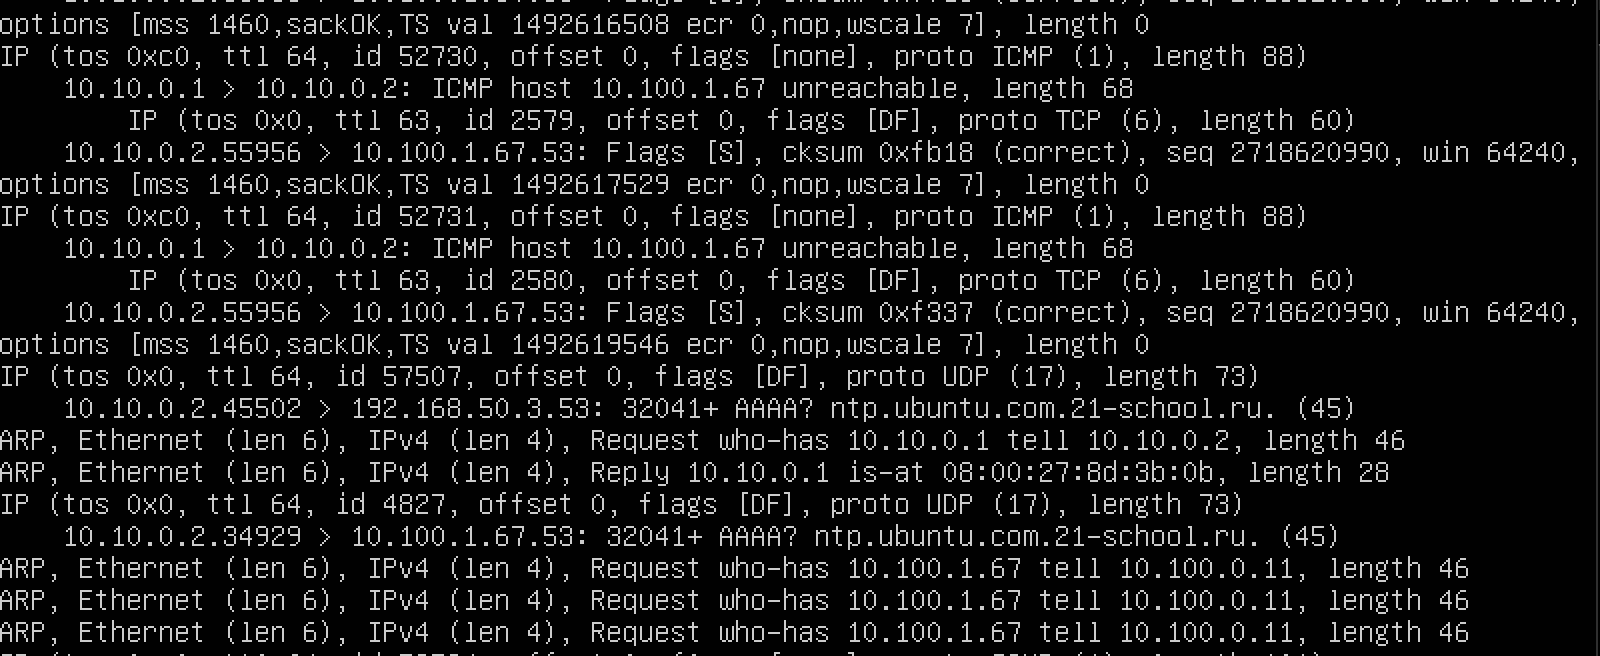 options [mss 1460,sackOK,TS val 1492616508 ecr 0,nop,wscale 7], length 0
IP (tos 0xc0, ttl 64, id 52730, offset 0, flags [none], proto ICMP (1), length 88)
    10.10.0.1 > 10.10.0.2: ICMP host 10.100.1.67 unreachable, length 68
        IP (tos 0x0, ttl 63, id 2579, offset 0, flags [DF], proto TCP (6), length 60)
    10.10.0.2.55956 > 10.100.1.67.53: Flags [S], cksum 0xfb18 (correct), seq 2718620990, win 64240,
options [mss 1460,sackOK,TS val 1492617529 ecr 0,nop,wscale 7], length 0
IP (tos 0xc0, ttl 64, id 52731, offset 0, flags [none], proto ICMP (1), length 88)
    10.10.0.1 > 10.10.0.2: ICMP host 10.100.1.67 unreachable, length 68
        IP (tos 0x0, ttl 63, id 2580, offset 0, flags [DF], proto TCP (6), length 60)
    10.10.0.2.55956 > 10.100.1.67.53: Flags [S], cksum 0xf337 (correct), seq 2718620990, win 64240,
options [mss 1460,sackOK,TS val 1492619546 ecr 0,nop,wscale 7], length 0
IP (tos 0x0, ttl 64, id 57507, offset 0, flags [DF], proto UDP (17), length 73)
    10.10.0.2.45502 > 192.168.50.3.53: 32041+ AAAA? ntp.ubuntu.com.21-school.ru. (45)
ARP, Ethernet (len 6), IPv4 (len 4), Request who-has 10.10.0.1 tell 10.10.0.2, length 46
ARP, Ethernet (len 6), IPv4 (len 4), Reply 10.10.0.1 is-at 08:00:27:8d:3b:0b, length 28
IP (tos 0x0, ttl 64, id 4827, offset 0, flags [DF], proto UDP (17), length 73)
    10.10.0.2.34929 > 10.100.1.67.53: 32041+ AAAA? ntp.ubuntu.com.21-school.ru. (45)
ARP, Ethernet (len 6), IPv4 (len 4), Request who-has 10.100.1.67 tell 10.100.0.11, length 46
ARP, Ethernet (len 6), IPv4 (len 4), Request who-has 10.100.1.67 tell 10.100.0.11, length 46
ARP, Ethernet (len 6), IPv4 (len 4), Request who-has 10.100.1.67 tell 10.100.0.11, length 46